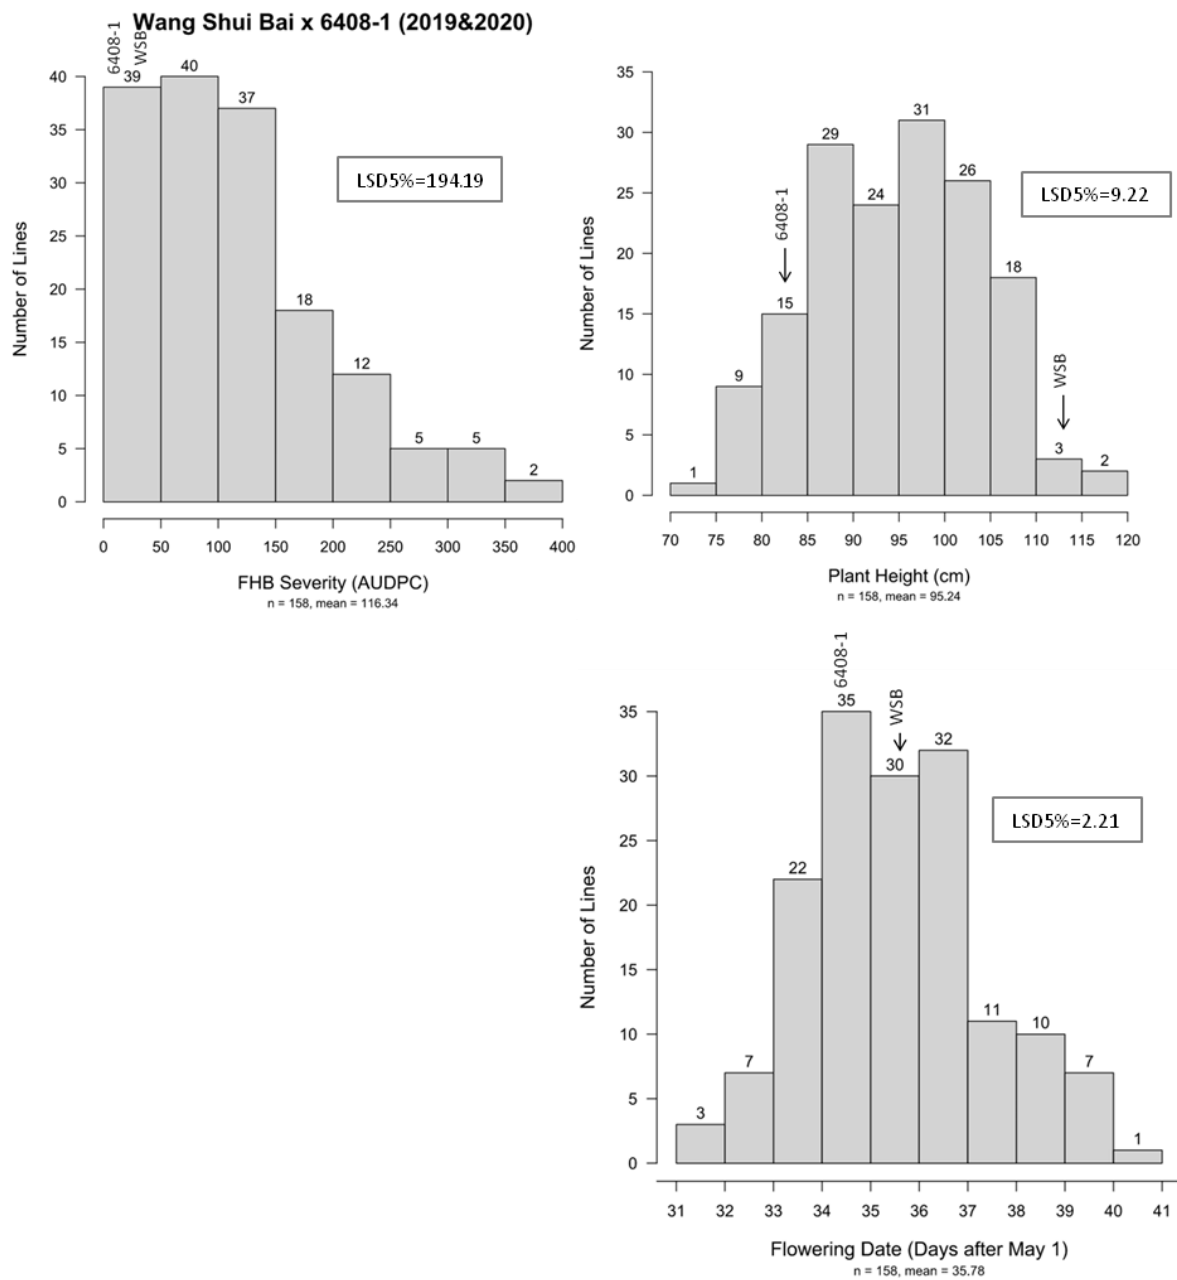 Wang Shui Bai x 6408-1 (2019&2020)
6408-1
WSB
39
40
37
18
12
5
5
2
LSD5%=194.19
Number of Lines
40
35
30
25
20
15
10
5
0
0 50 100 150 200 250 300 350 400
FHB Severity (AUDPC)
n = 158, mean = 116.34
1
9
15
29
24
31
26
18
3
2
6408-1
WSB
LSD5%=9.22
Number of Lines
35
30
25
20
15
10
5
0
70 75 80 85 90 95 100 105 110 115 120
Plant Height (cm)
n = 158, mean = 95.24
6408-1
WSB
3
7
22
35
30
32
11
10
7
1
LSD5%=2.21
Number of Lines
35
30
25
20
15
10
5
0
31 32 33 34 35 36 37 38 39 40 41
Flowering Date (Days after May 1)
n = 158, mean = 35.78